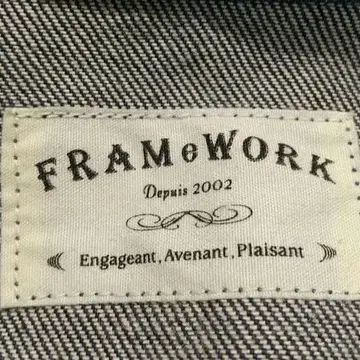 FRAMeWORK
Depuis 2002
Engageant, Avenant, Plaisant